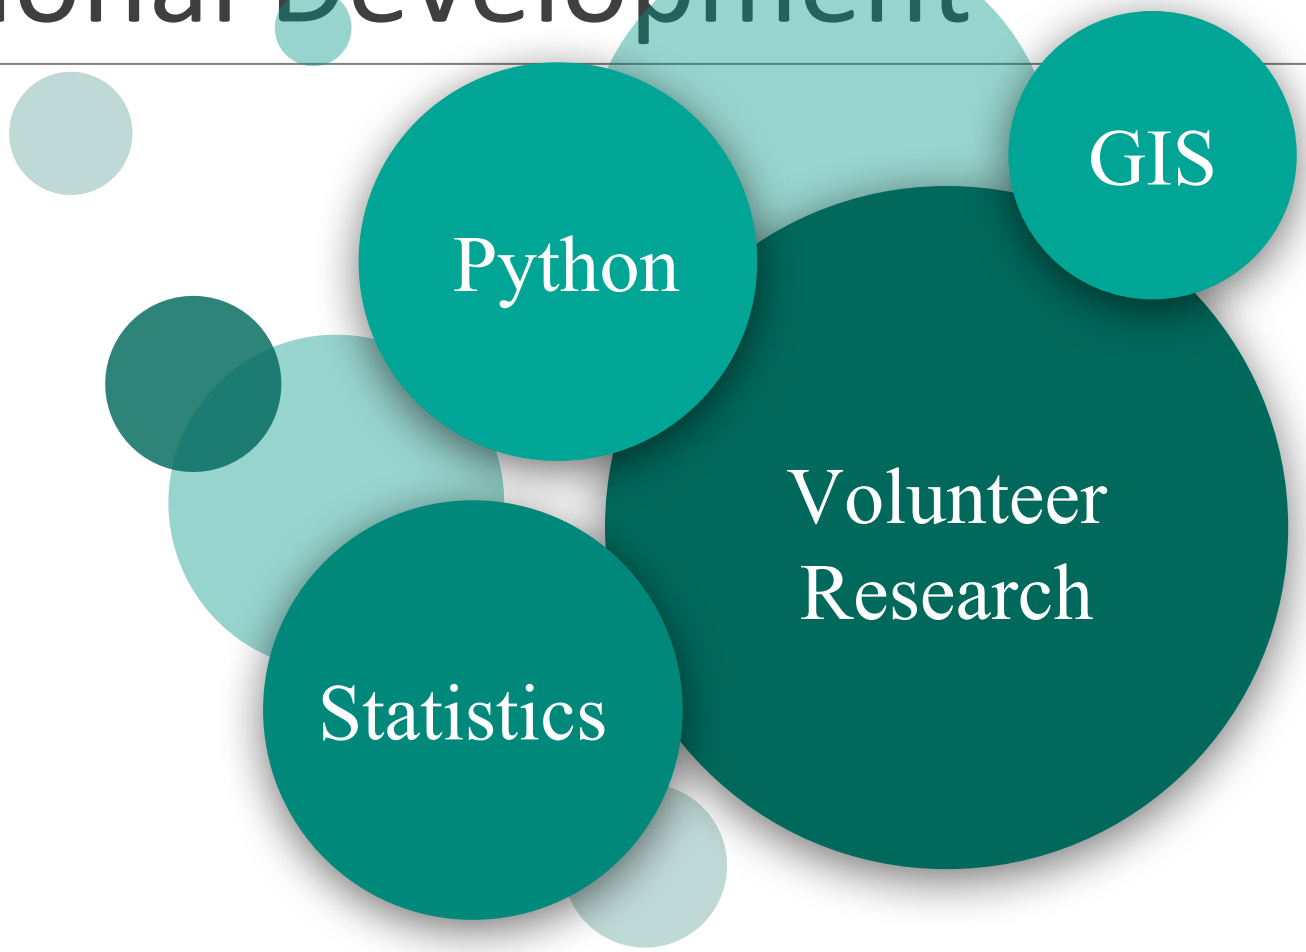 onal Development
GIS
Python
Volunteer
Research
Statistics